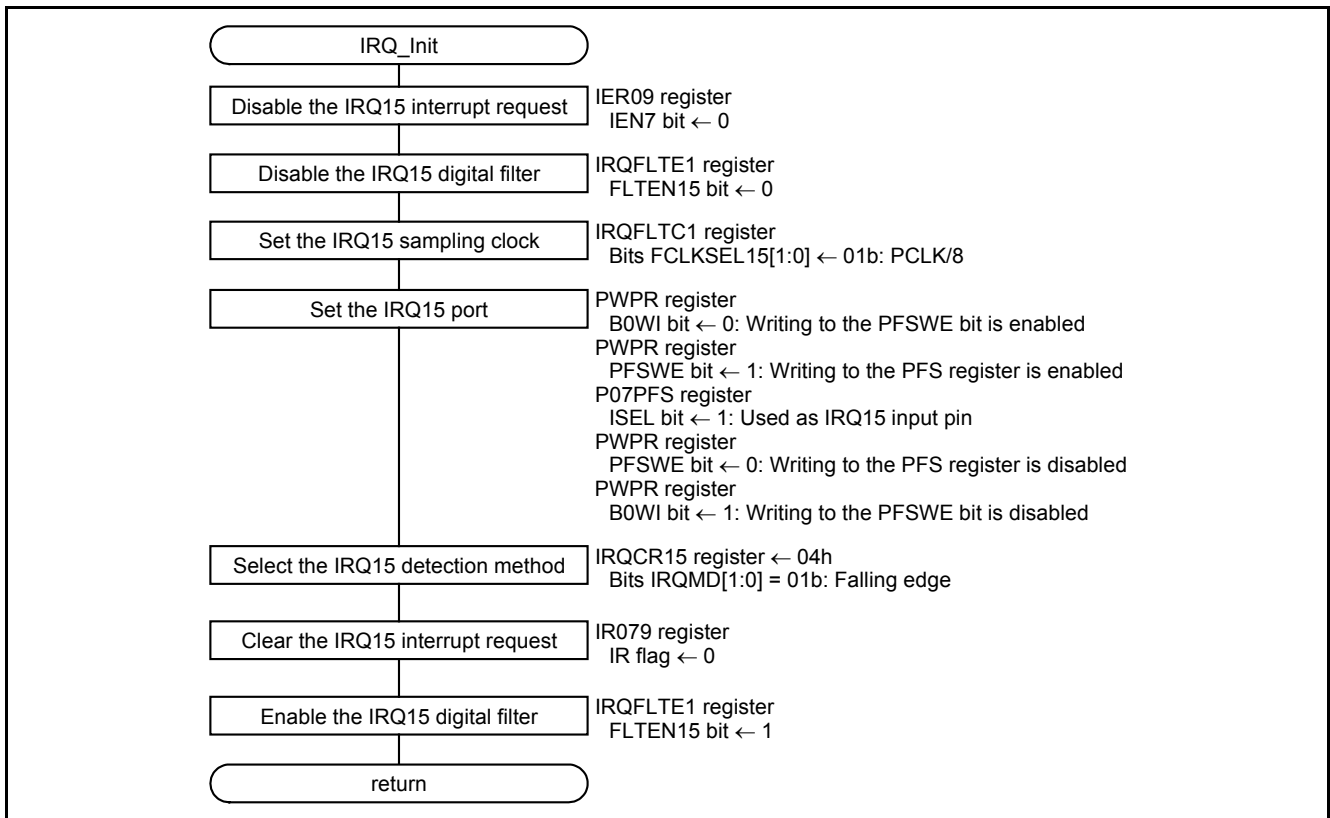 IRQ_Init
Disable the IRQ15 interrupt request
IER09 register
IEN7 bit ← 0
Disable the IRQ15 digital filter
IRQFLTE1 register
FLTEN15 bit ← 0
Set the IRQ15 sampling clock
IRQFLTC1 register
Bits FCLKSEL15[1:0] ← 01b: PCLK/8
Set the IRQ15 port
PWPR register
B0WI bit ← 0: Writing to the PFSWE bit is enabled
PWPR register
PFSWE bit ← 1: Writing to the PFS register is enabled
P07PFS register
ISEL bit ← 1: Used as IRQ15 input pin
PWPR register
PFSWE bit ← 0: Writing to the PFS register is disabled
PWPR register
B0WI bit ← 1: Writing to the PFSWE bit is disabled
Select the IRQ15 detection method
IRQCR15 register ← 04h
Bits IRQMD[1:0] = 01b: Falling edge
Clear the IRQ15 interrupt request
IR079 register
IR flag ← 0
Enable the IRQ15 digital filter
IRQFLTE1 register
FLTEN15 bit ← 1
return